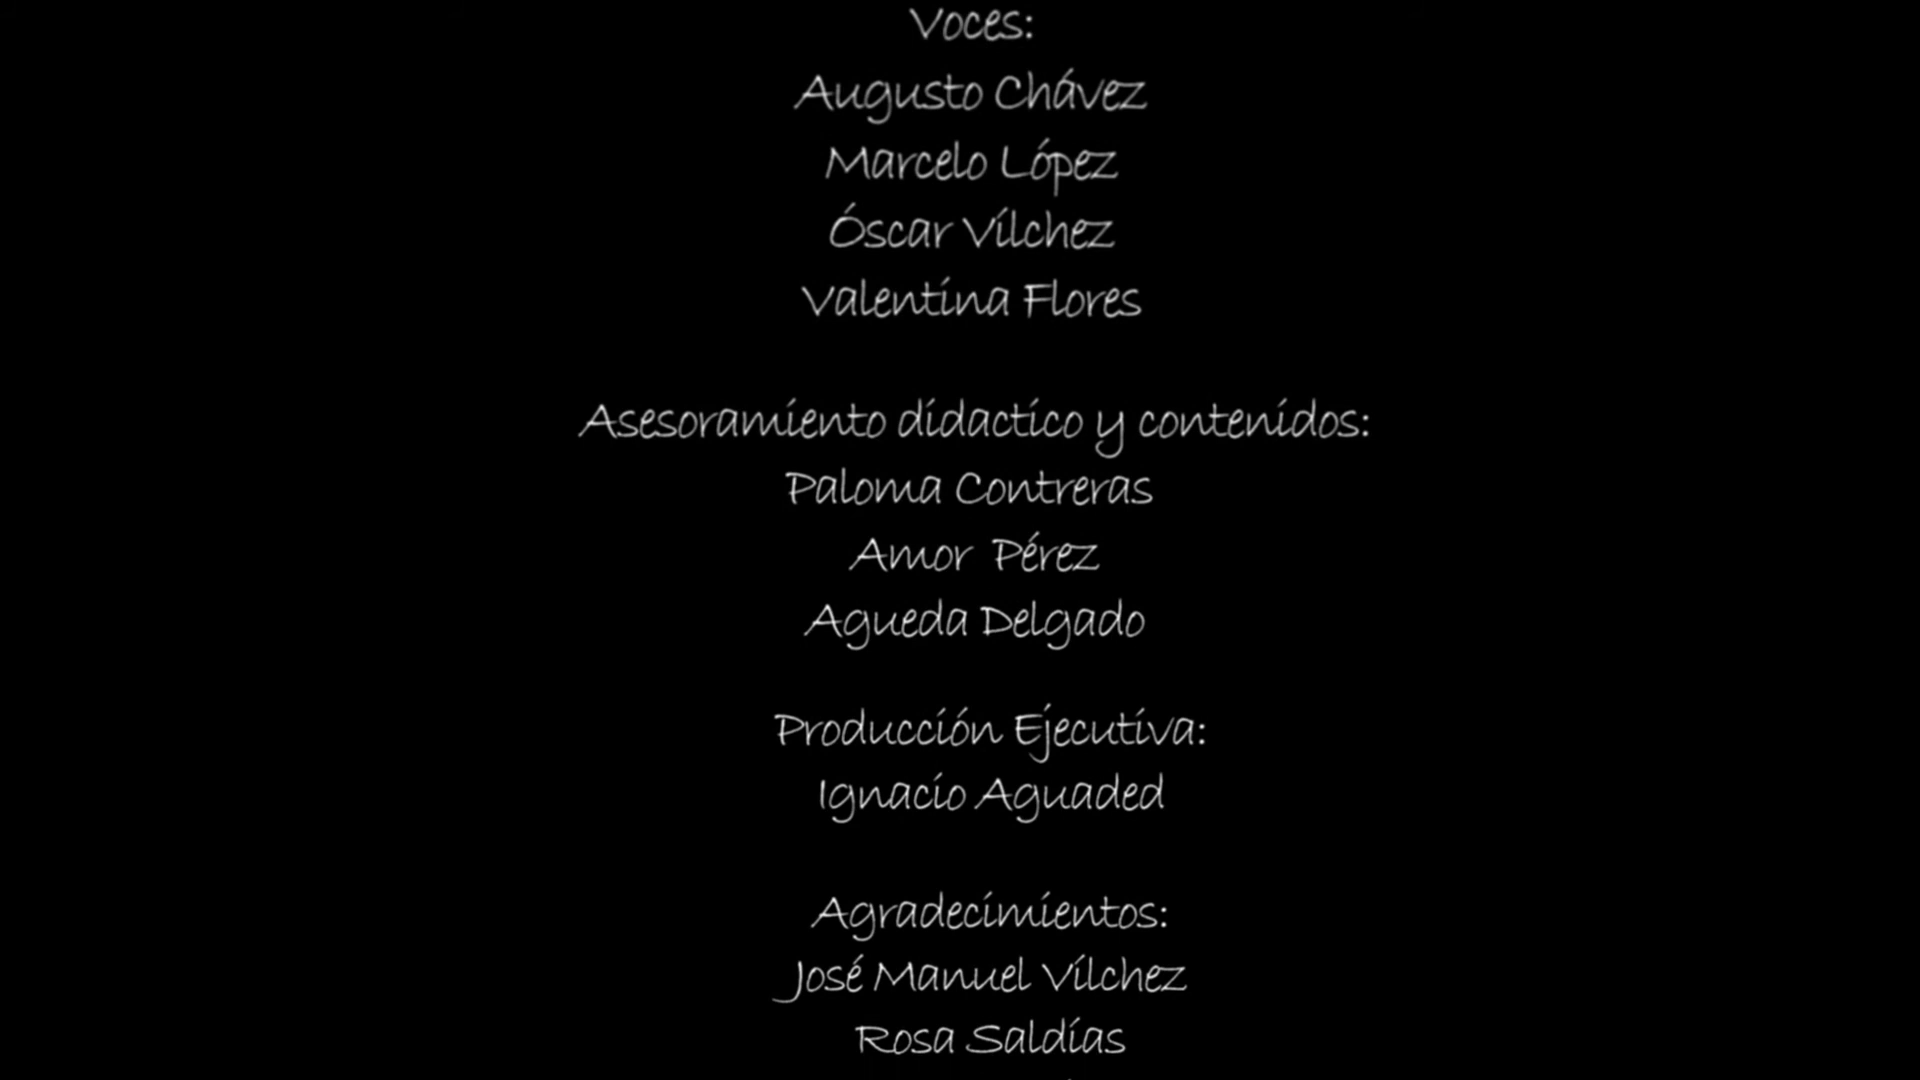 Voces:
Augusto Chávez
Marcelo López
Óscar Vílchez
Valentina Flores
Asesoramiento didactico y contenidos:
Paloma Contreras
Amor Pérez
Agueda Delgado
Producción Ejecutiva:
Ignacio Aguaded
Agradecimientos:
José Manuel Vílchez
Rosa Saldías